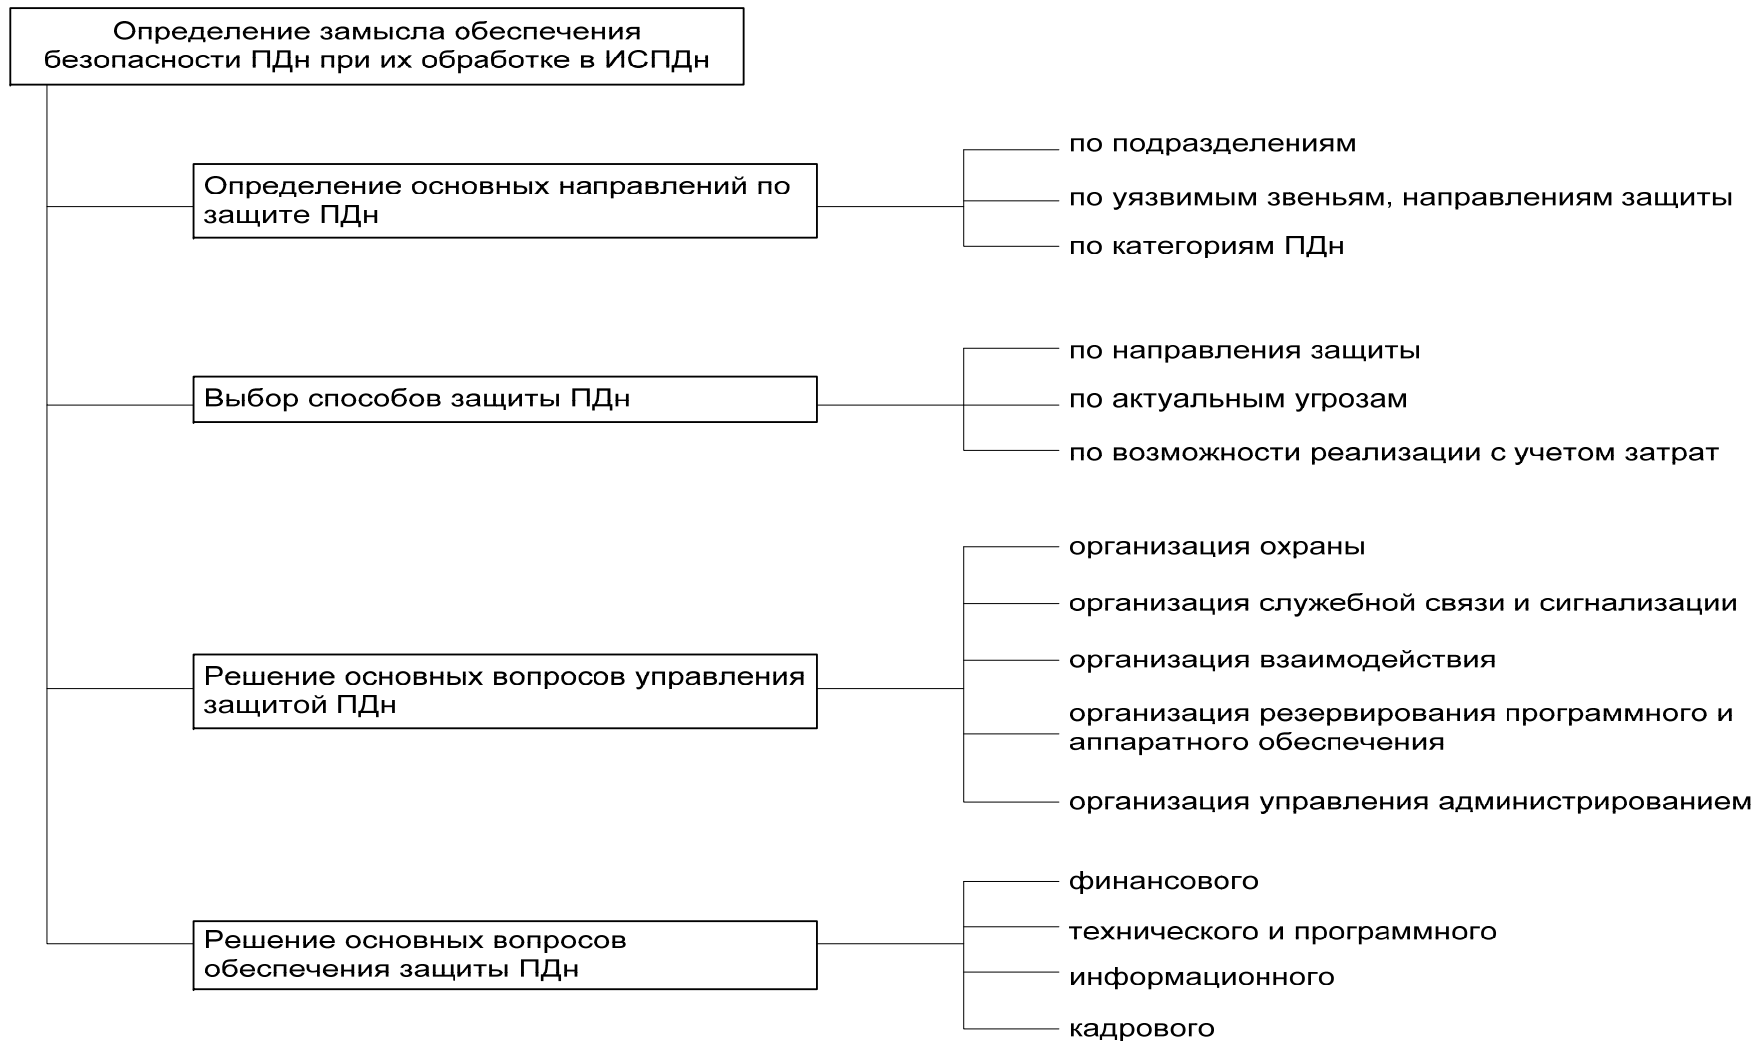 Определение замысла обеспечения
безопасности ПДн при их обработке в ИСПДн
Определение основных направлений по
защите ПДн
по подразделениям
по уязвимым звеньям, направлениям защиты
по категориям ПДн
Выбор способов защиты ПДн
по направления защиты
по актуальным угрозам
по возможности реализации с учетом затрат
Решение основных вопросов управления
защитой ПДн
организация охраны
организация служебной связи и сигнализации
организация взаимодействия
организация резервирования программного и
аппаратного обеспечения
организация управления администрированием
Решение основных вопросов
обеспечения защиты ПДн
финансового
технического и программного
информационного
кадрового